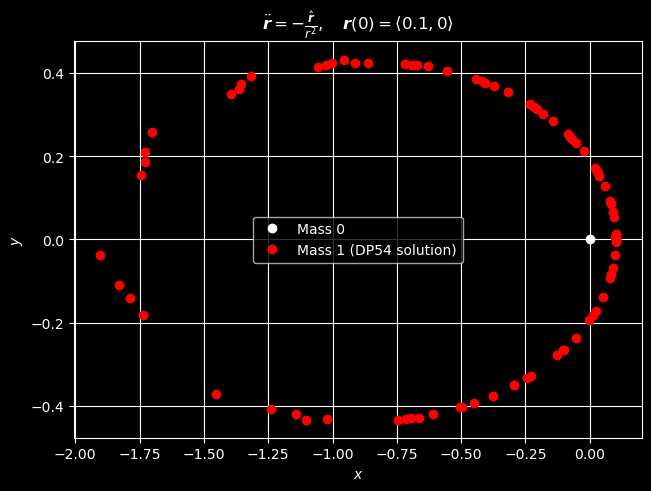 r̈ = −r̂/r², r(0) = ⟨0.1, 0⟩
y
0.4
0.2
0.0
−0.2
−0.4
Mass 0
Mass 1 (DP54 solution)
−2.00 −1.75 −1.50 −1.25 −1.00 −0.75 −0.50 −0.25 0.00
x